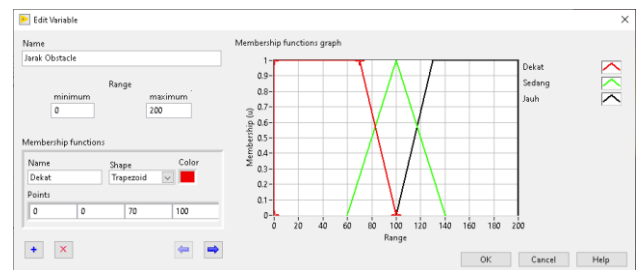 Edit Variable
Name
Jarak Obstacle
Range
minimum maximum
0 200
Membership functions
Name Shape Color
Dekat Trapezoid
Points
0 0 70 100
Membership functions graph
Membership (u)
1
0.9
0.8
0.7
0.6
0.5
0.4
0.3
0.2
0.1
0
0 20 40 60 80 100 120 140 160 180 200
Range
Dekat
Sedang
Jauh
OK Cancel Help